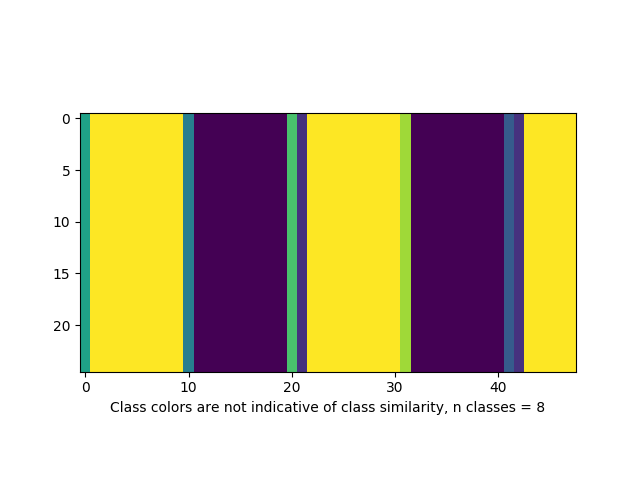 0
5
10
15
20
0 10 20 30 40
Class colors are not indicative of class similarity, n classes = 8